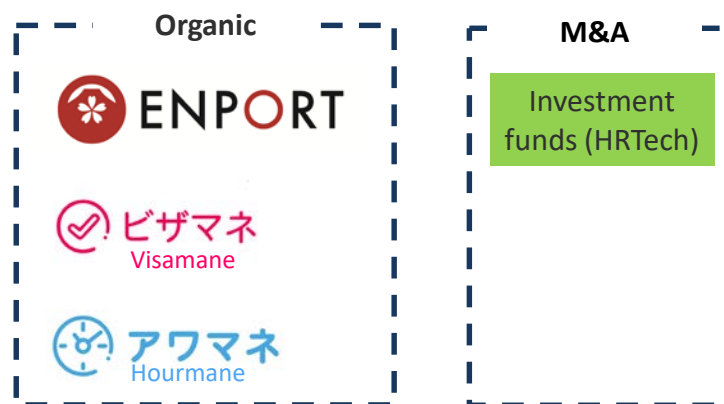 Organic
ENPORT
ビザマネ
Visamane
アワマネ
Hourmane
M&A
Investment
funds (HRTech)